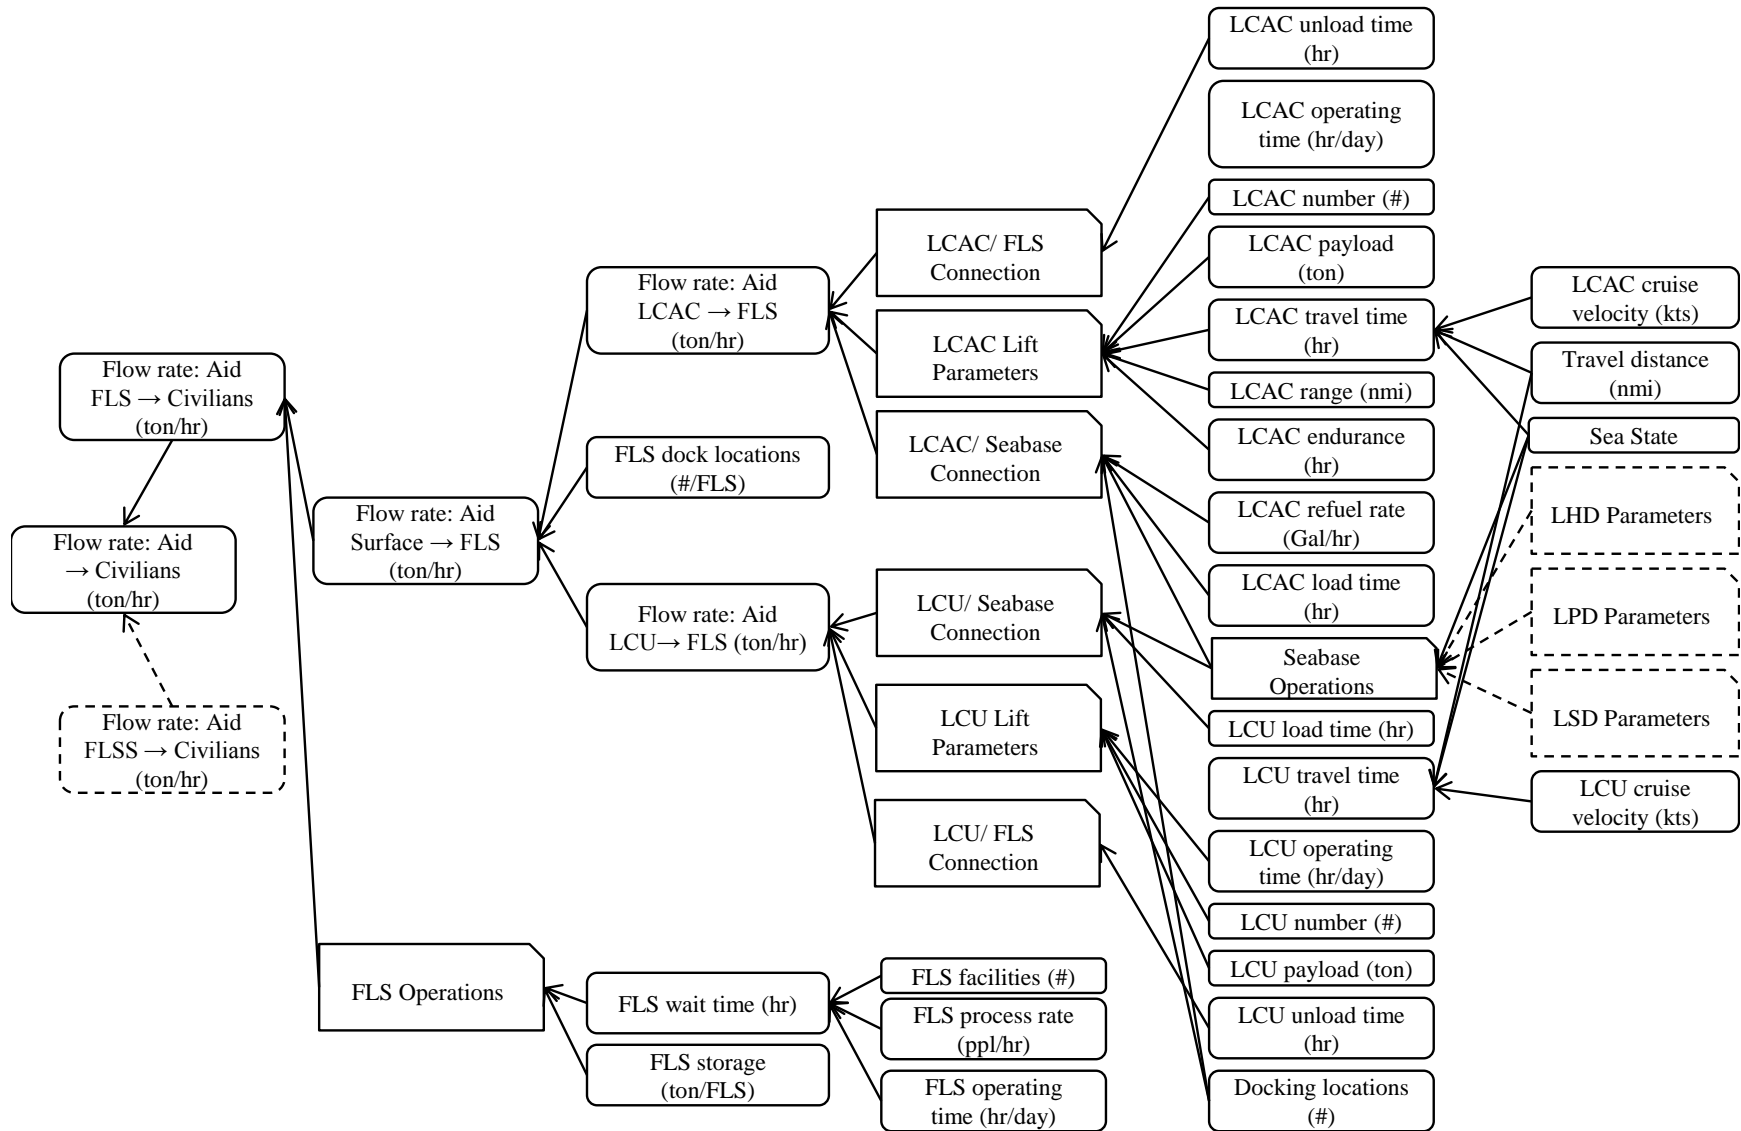 Flow rate: Aid
FLS → Civilians
(ton/hr)
Flow rate: Aid
→ Civilians
(ton/hr)
Flow rate: Aid
FLSS → Civilians
(ton/hr)
Flow rate: Aid
Surface → FLS
(ton/hr)
FLS Operations
Flow rate: Aid
LCAC → FLS
(ton/hr)
FLS dock locations
(#/FLS)
Flow rate: Aid
LCU→ FLS (ton/hr)
FLS wait time (hr)
FLS storage
(ton/FLS)
LCAC/ FLS
Connection
LCAC Lift
Parameters
LCAC/ Seabase
Connection
LCU/ Seabase
Connection
LCU Lift
Parameters
LCU/ FLS
Connection
FLS facilities (#)
FLS process rate
(ppl/hr)
FLS operating
time (hr/day)
LCAC unload time
(hr)
LCAC operating
time (hr/day)
LCAC number (#)
LCAC payload
(ton)
LCAC travel time
(hr)
LCAC range (nmi)
LCAC endurance
(hr)
LCAC refuel rate
(Gal/hr)
LCAC load time
(hr)
Seabase
Operations
LCU load time (hr)
LCU travel time
(hr)
LCU operating
time (hr/day)
LCU number (#)
LCU payload (ton)
LCU unload time
(hr)
Docking locations
(#)
LCAC cruise
velocity (kts)
Travel distance
(nmi)
Sea State
LHD Parameters
LPD Parameters
LSD Parameters
LCU cruise
velocity (kts)